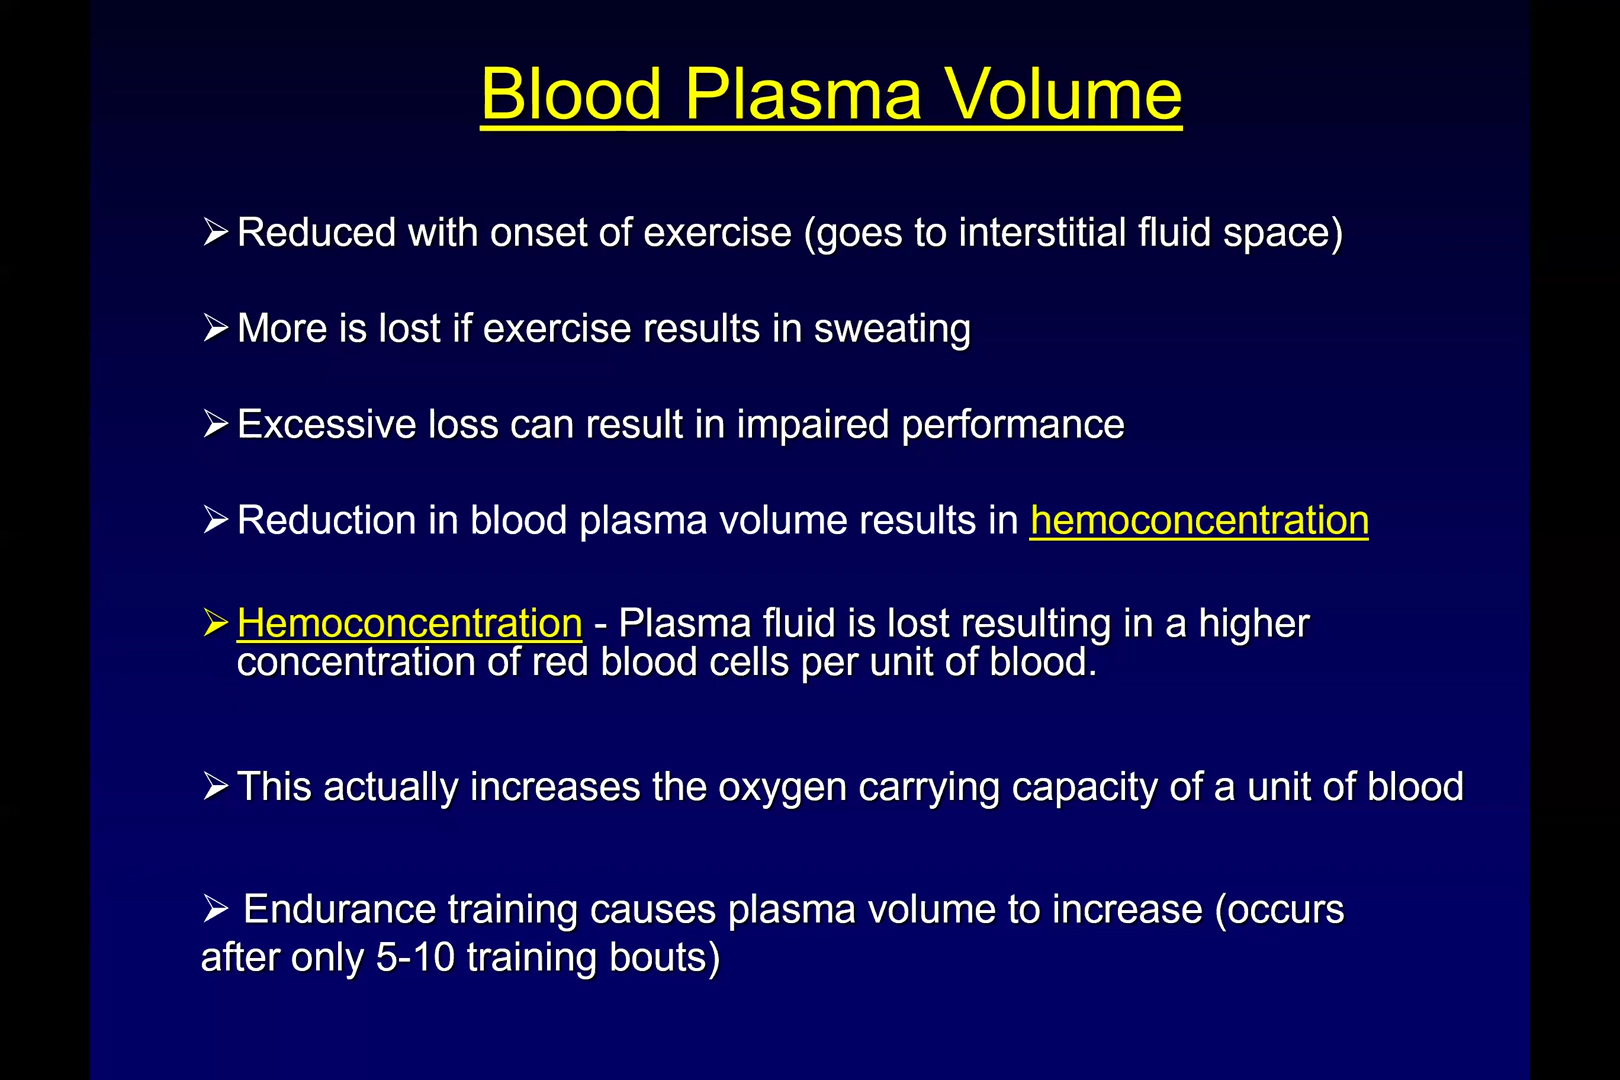 Blood Plasma Volume
➢Reduced with onset of exercise (goes to interstitial fluid space)
➢More is lost if exercise results in sweating
➢Excessive loss can result in impaired performance
➢Reduction in blood plasma volume results in hemoconcentration
➢Hemoconcentration - Plasma fluid is lost resulting in a higher
concentration of red blood cells per unit of blood.
➢This actually increases the oxygen carrying capacity of a unit of blood
➢ Endurance training causes plasma volume to increase (occurs
after only 5-10 training bouts)